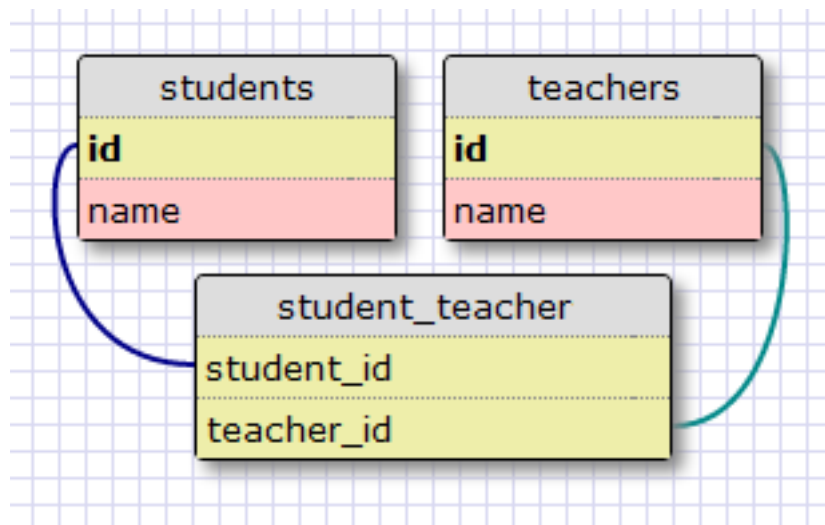 students
id
name
teachers
id
name
student_teacher
student_id
teacher_id